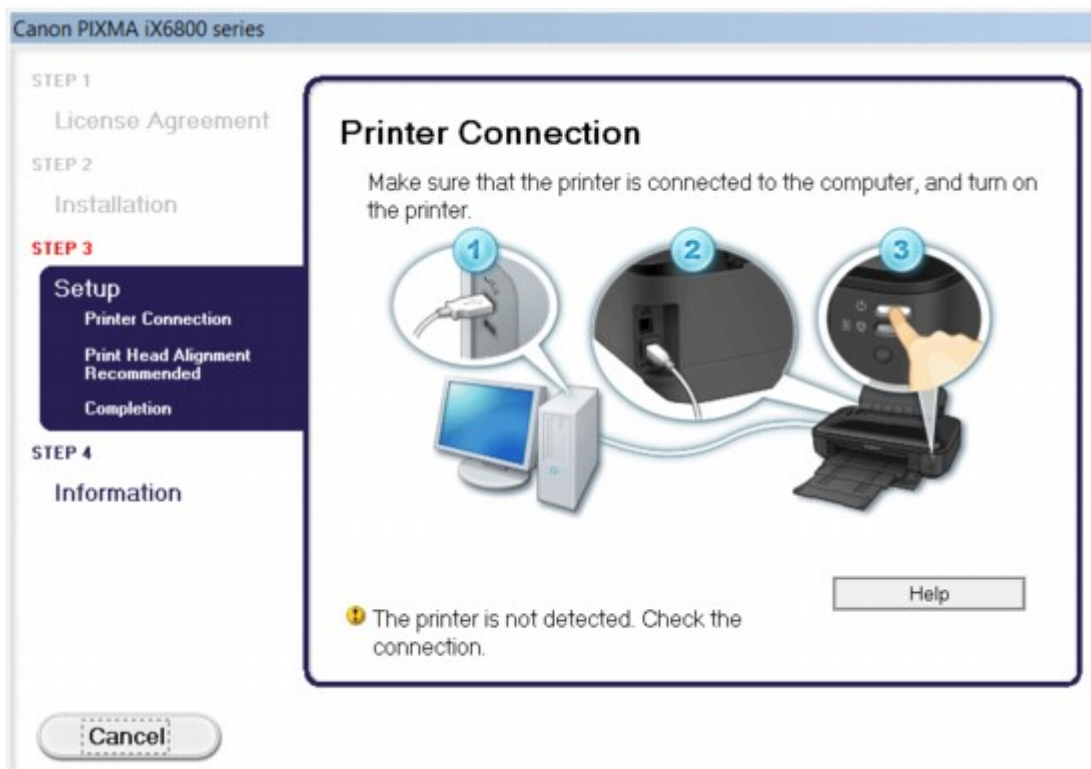 Canon PIXMA iX6800 series
STEP 1
License Agreement
STEP 2
Installation
STEP 3
Setup
Printer Connection
Print Head Alignment
Recommended
Completion
STEP 4
Information
Printer Connection
Make sure that the printer is connected to the computer, and turn on
the printer.
1
2
3
Help
The printer is not detected. Check the
connection.
Cancel